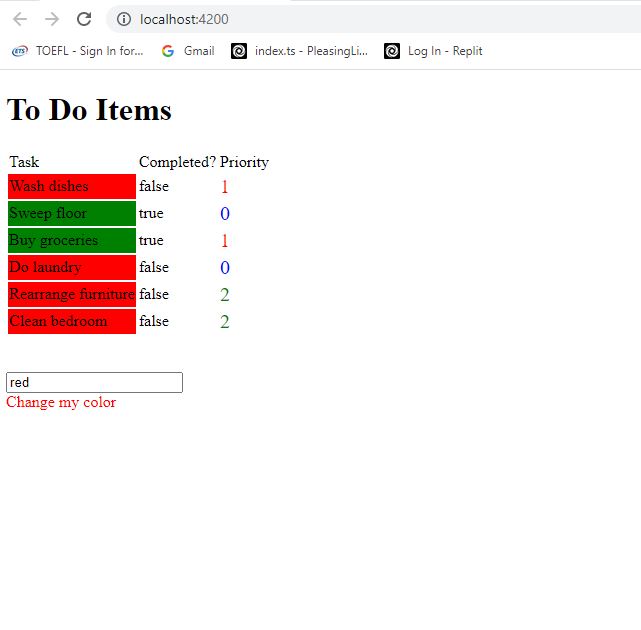 localhost:4200
ETS TOEFL - Sign In for... G Gmail index.ts - PleasingLi... Log In - Replit
To Do Items
Task Completed? Priority
Wash dishes false 1
Sweep floor true 0
Buy groceries true 1
Do laundry false 0
Rearrange furniture false 2
Clean bedroom false 2
red
Change my color